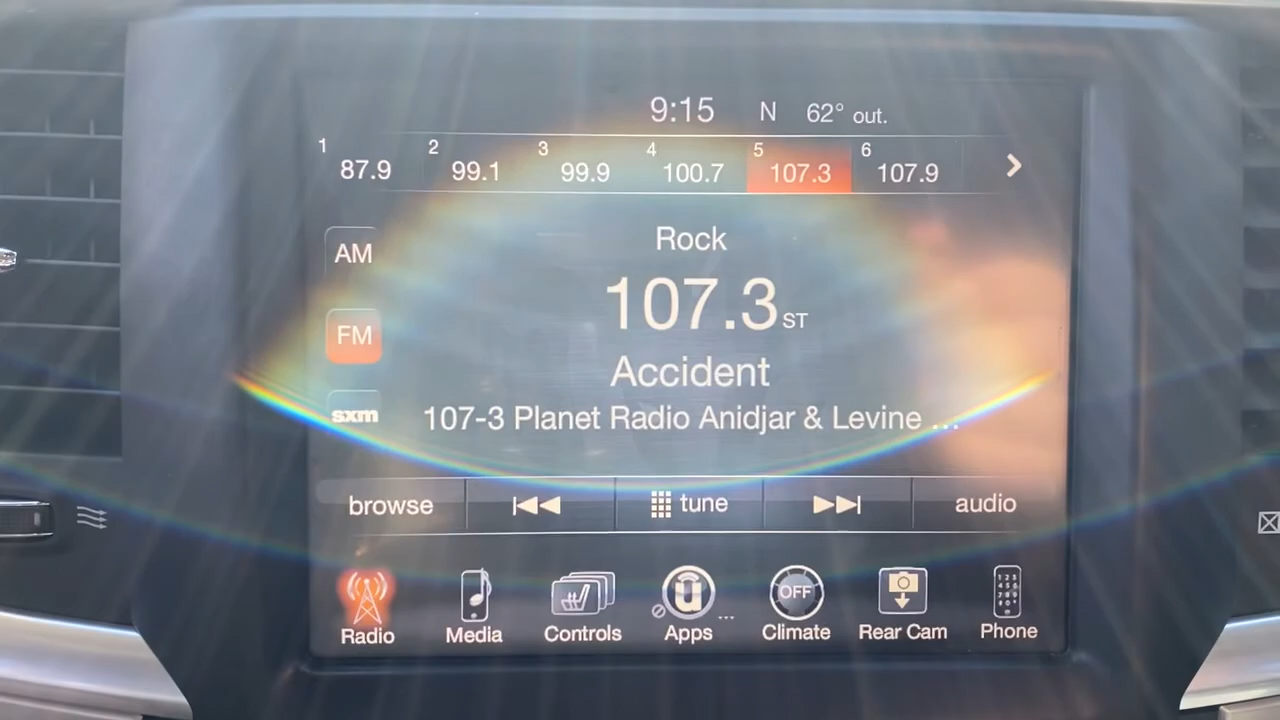 9:15 N 62° out.
1 87.9 2 99.1 3 99.9 4 100.7 5 107.3 6 107.9
AM
Rock
107.3 ST
FM
Accident
sxm
107-3 Planet Radio Anidjar & Levine ...
browse tune audio
OFF
Radio Media Controls Apps ... Climate Rear Cam Phone